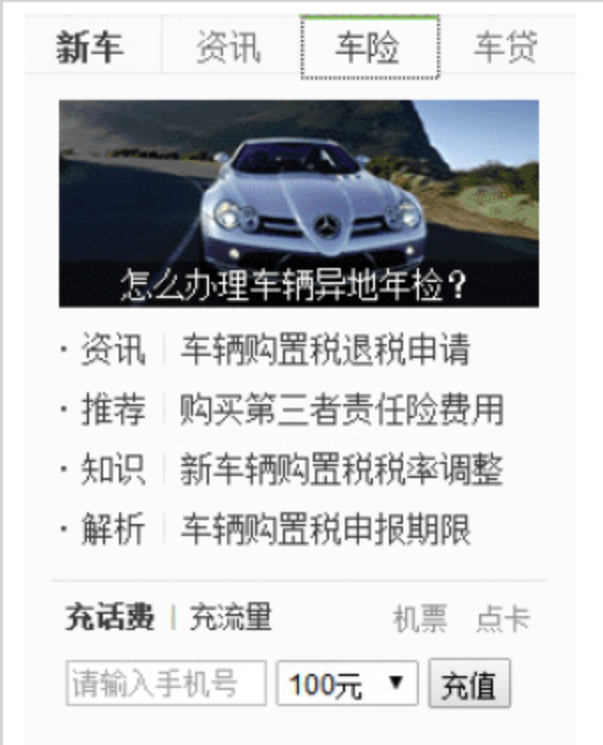 新车 资讯 车险 车贷
怎么办理车辆异地年检？
· 资讯 | 车辆购置税退税申请
· 推荐 | 购买第三者责任险费用
· 知识 | 新车辆购置税税率调整
· 解析 | 车辆购置税申报期限
充话费 | 充流量 机票 点卡
请输入手机号 100元 ▼ 充值